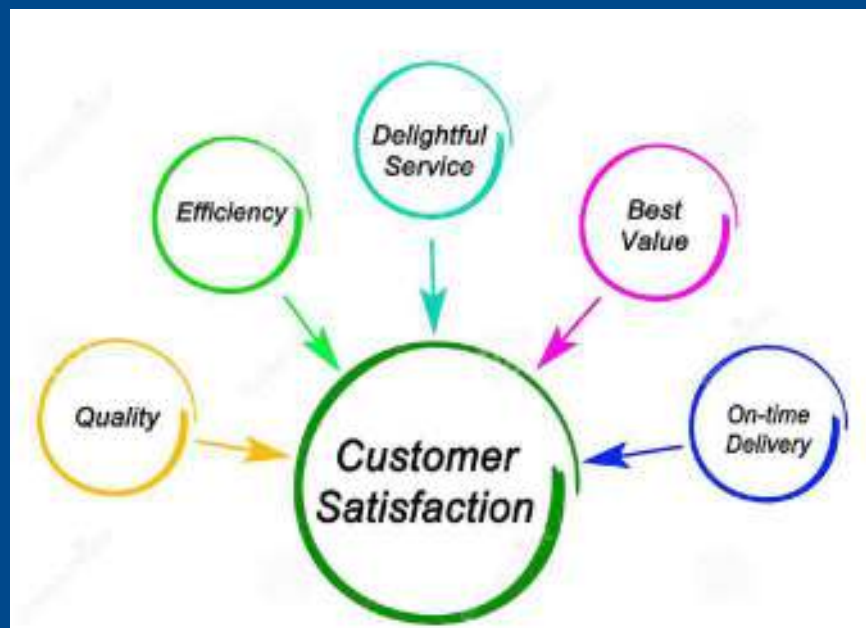 Delightful
Service
Efficiency
Best
Value
Quality
On-time
Delivery
Customer
Satisfaction